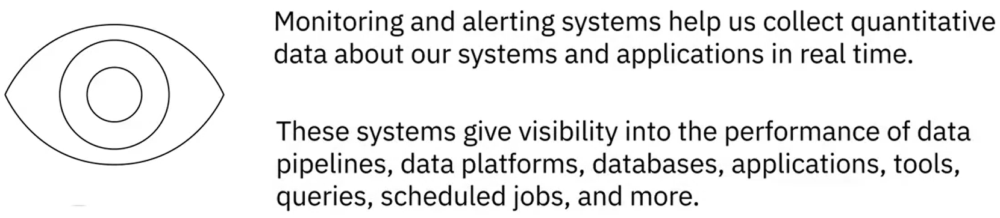 Monitoring and alerting systems help us collect quantitative
data about our systems and applications in real time.
These systems give visibility into the performance of data
pipelines, data platforms, databases, applications, tools,
queries, scheduled jobs, and more.